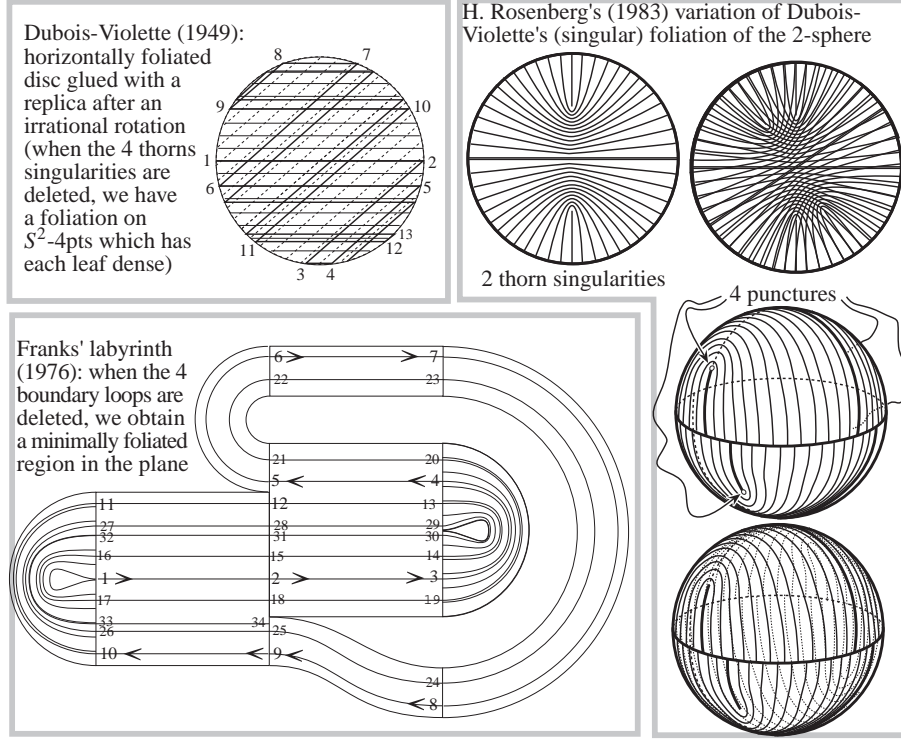 Dubois-Violette (1949):
horizontally foliated
disc glued with a
replica after an
irrational rotation
(when the 4 thorns
singularities are
deleted, we have
a foliation on
S²-4pts which has
each leaf dense)
8 7
9 10
1 2
6 5
11 13
12
3 4
H. Rosenberg's (1983) variation of Dubois-
Violette's (singular) foliation of the 2-sphere
2 thorn singularities
4 punctures
Franks' labyrinth
(1976): when the 4
boundary loops are
deleted, we obtain
a minimally foliated
region in the plane
6 7
22 23
21 20
5 4
11 12 13
27 28 29
32 31 30
16 15 14
1 2 3
17 18 19
33 34
26 25
10 9
24
8